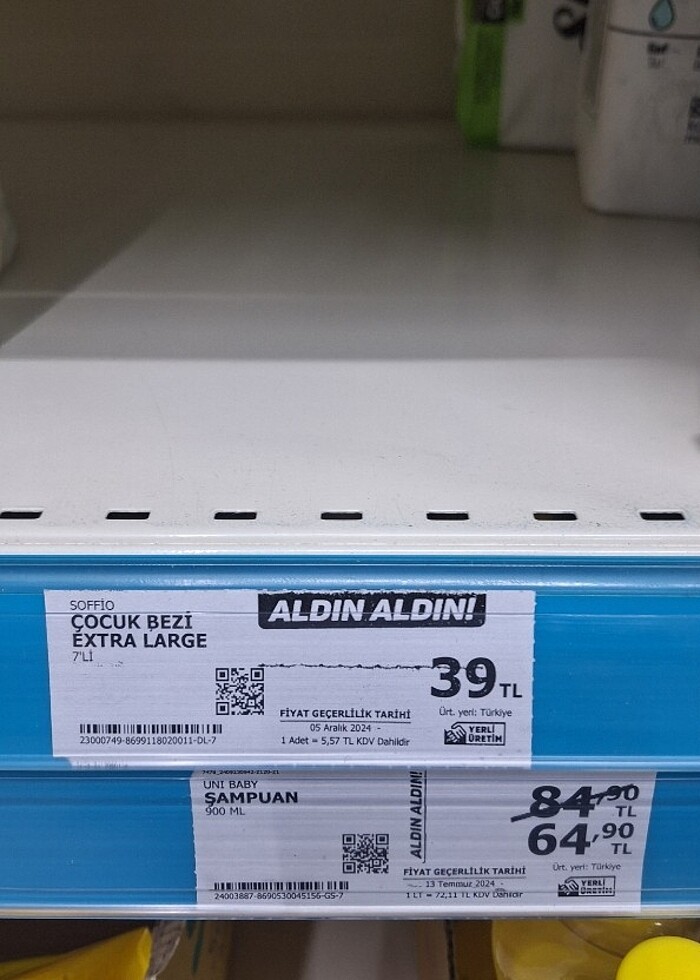 SOFFİO
ÇOCUK BEZİ
EXTRA LARGE
7'Lİ
ALDIN ALDIN!
39 TL
FİYAT GEÇERLİLİK TARİHİ
05 Aralık 2024 -
1 Adet = 5,57 TL KDV Dahildir
Ürt. yeri: Türkiye
YERLİ
ÜRETİM
23000749-8699118020011-DL-7
UNI BABY
ŞAMPUAN
900 ML
ALDIN ALDIN!
84,90 TL
64,90 TL
FİYAT GEÇERLİLİK TARİHİ
13 Temmuz 2024 -
1 LT = 72,11 TL KDV Dahildir
Ürt. yeri: Türkiye
YERLİ
ÜRETİM
24003887-8690530045156-GS-7